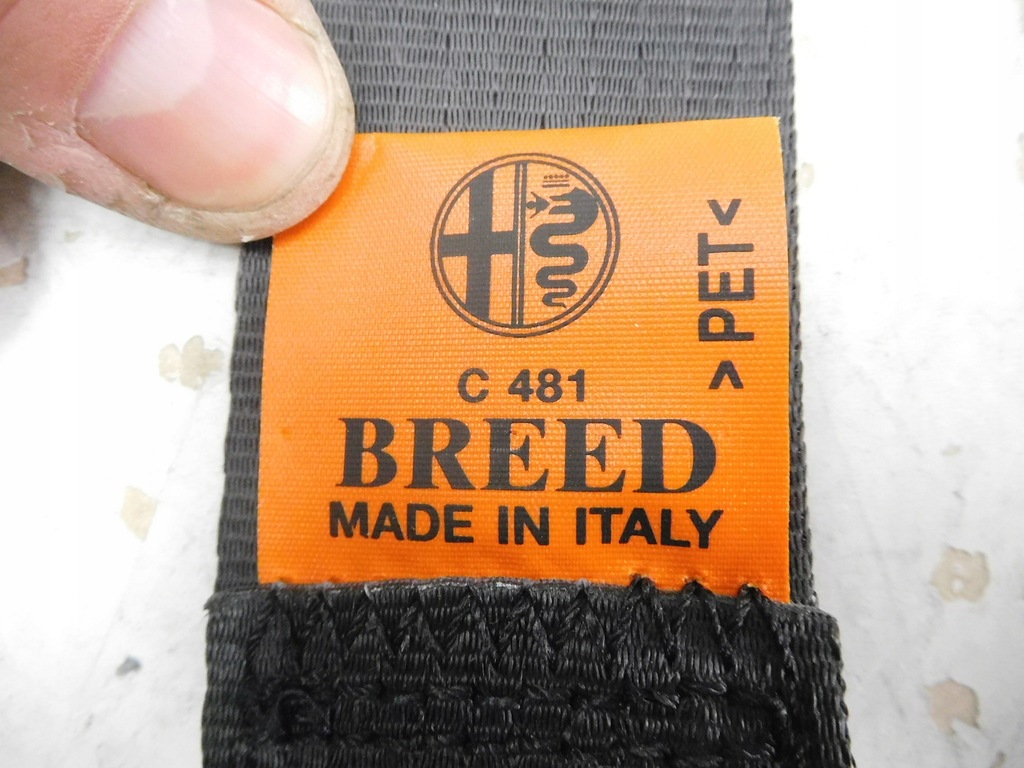 C 481
BREED
MADE IN ITALY
>PET<